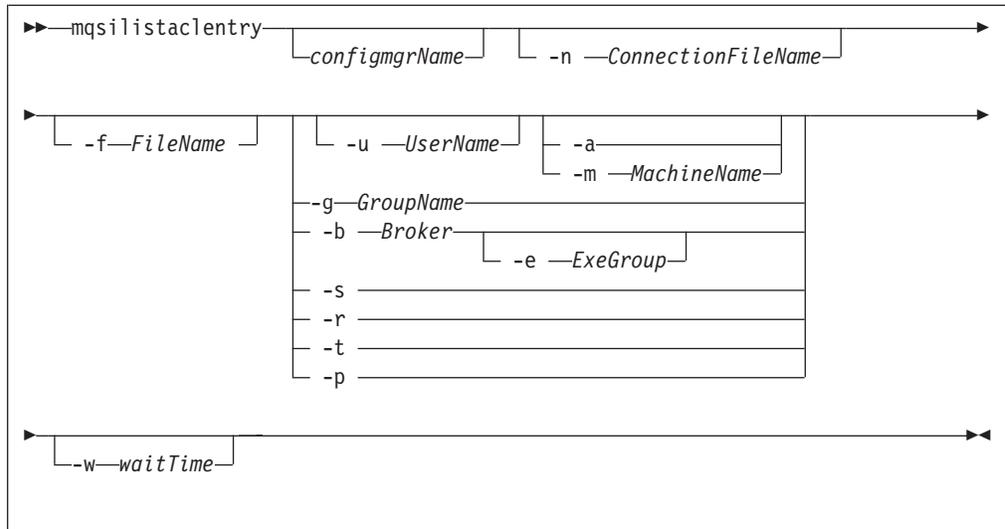 mqsilistaclentry
configmgrName -n ConnectionFileName
-f FileName -u UserName -a
-m MachineName
-g GroupName
-b Broker
-e ExeGroup
-s
-r
-t
-p
-w waitTime